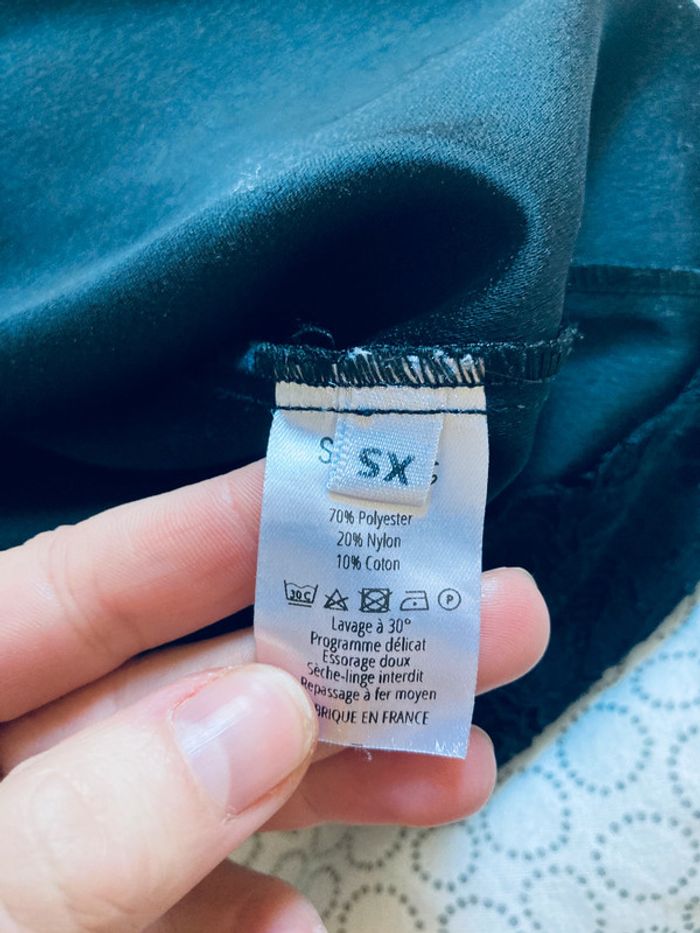 SX
70% Polyester
20% Nylon
10% Coton
30C P
Lavage à 30°
Programme délicat
Essorage doux
Sèche-linge interdit
Repassage à fer moyen
BRIQUE EN FRANCE